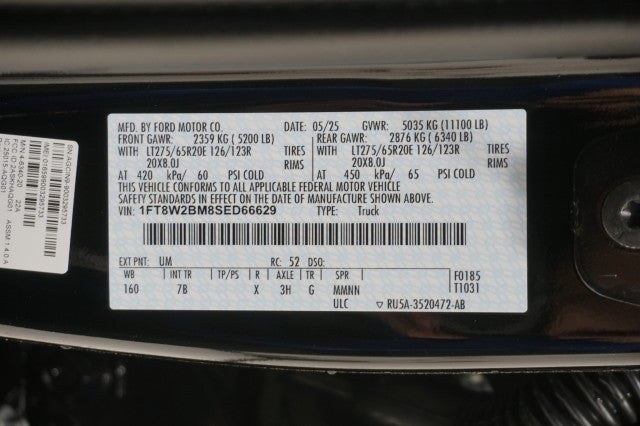 MFD. BY FORD MOTOR CO. 05/25 GVWR: 5035 KG (11100 LB)
FRONT GAWR: 2359 KG ( 5200 LB) REAR GAWR: 2876 KG ( 6340 LB)
WITH LT275/65R20E 126/123R TIRES WITH LT275/65R20E 126/123R TIRES
20X8.0J RIMS 20X8.0J RIMS
AT 420 kPa/ 60 PSI COLD AT 450 kPa/ 65 PSI COLD
THIS VEHICLE CONFORMS TO ALL APPLICABLE FEDERAL MOTOR VEHICLE
SAFETY STANDARDS IN EFFECT ON THE DATE OF MANUFACTURE SHOWN ABOVE.
VIN: 1FT8W2BM8SED66629 TYPE: Truck
EXT PNT: UM RC: 52 DSO:
WB INT TR TP/PS R AXLE TR SPR F0185
160 7B X 3H G MMNN T1031
ULC ▽ RU5A-3520472-AB
22A
ASSM 1.4.0 A